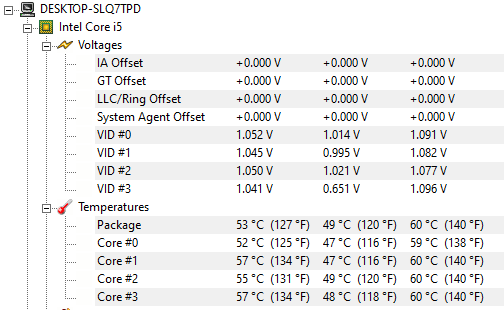 DESKTOP-SLQ7TPD
Intel Core i5
Voltages
IA Offset +0.000 V +0.000 V +0.000 V
GT Offset +0.000 V +0.000 V +0.000 V
LLC/Ring Offset +0.000 V +0.000 V +0.000 V
System Agent Offset +0.000 V +0.000 V +0.000 V
VID #0 1.052 V 1.014 V 1.091 V
VID #1 1.045 V 0.995 V 1.082 V
VID #2 1.050 V 1.021 V 1.077 V
VID #3 1.041 V 0.651 V 1.096 V
Temperatures
Package 53 °C (127 °F) 49 °C (120 °F) 60 °C (140 °F)
Core #0 52 °C (125 °F) 47 °C (116 °F) 59 °C (138 °F)
Core #1 57 °C (134 °F) 47 °C (116 °F) 60 °C (140 °F)
Core #2 55 °C (131 °F) 49 °C (120 °F) 60 °C (140 °F)
Core #3 57 °C (134 °F) 48 °C (118 °F) 60 °C (140 °F)